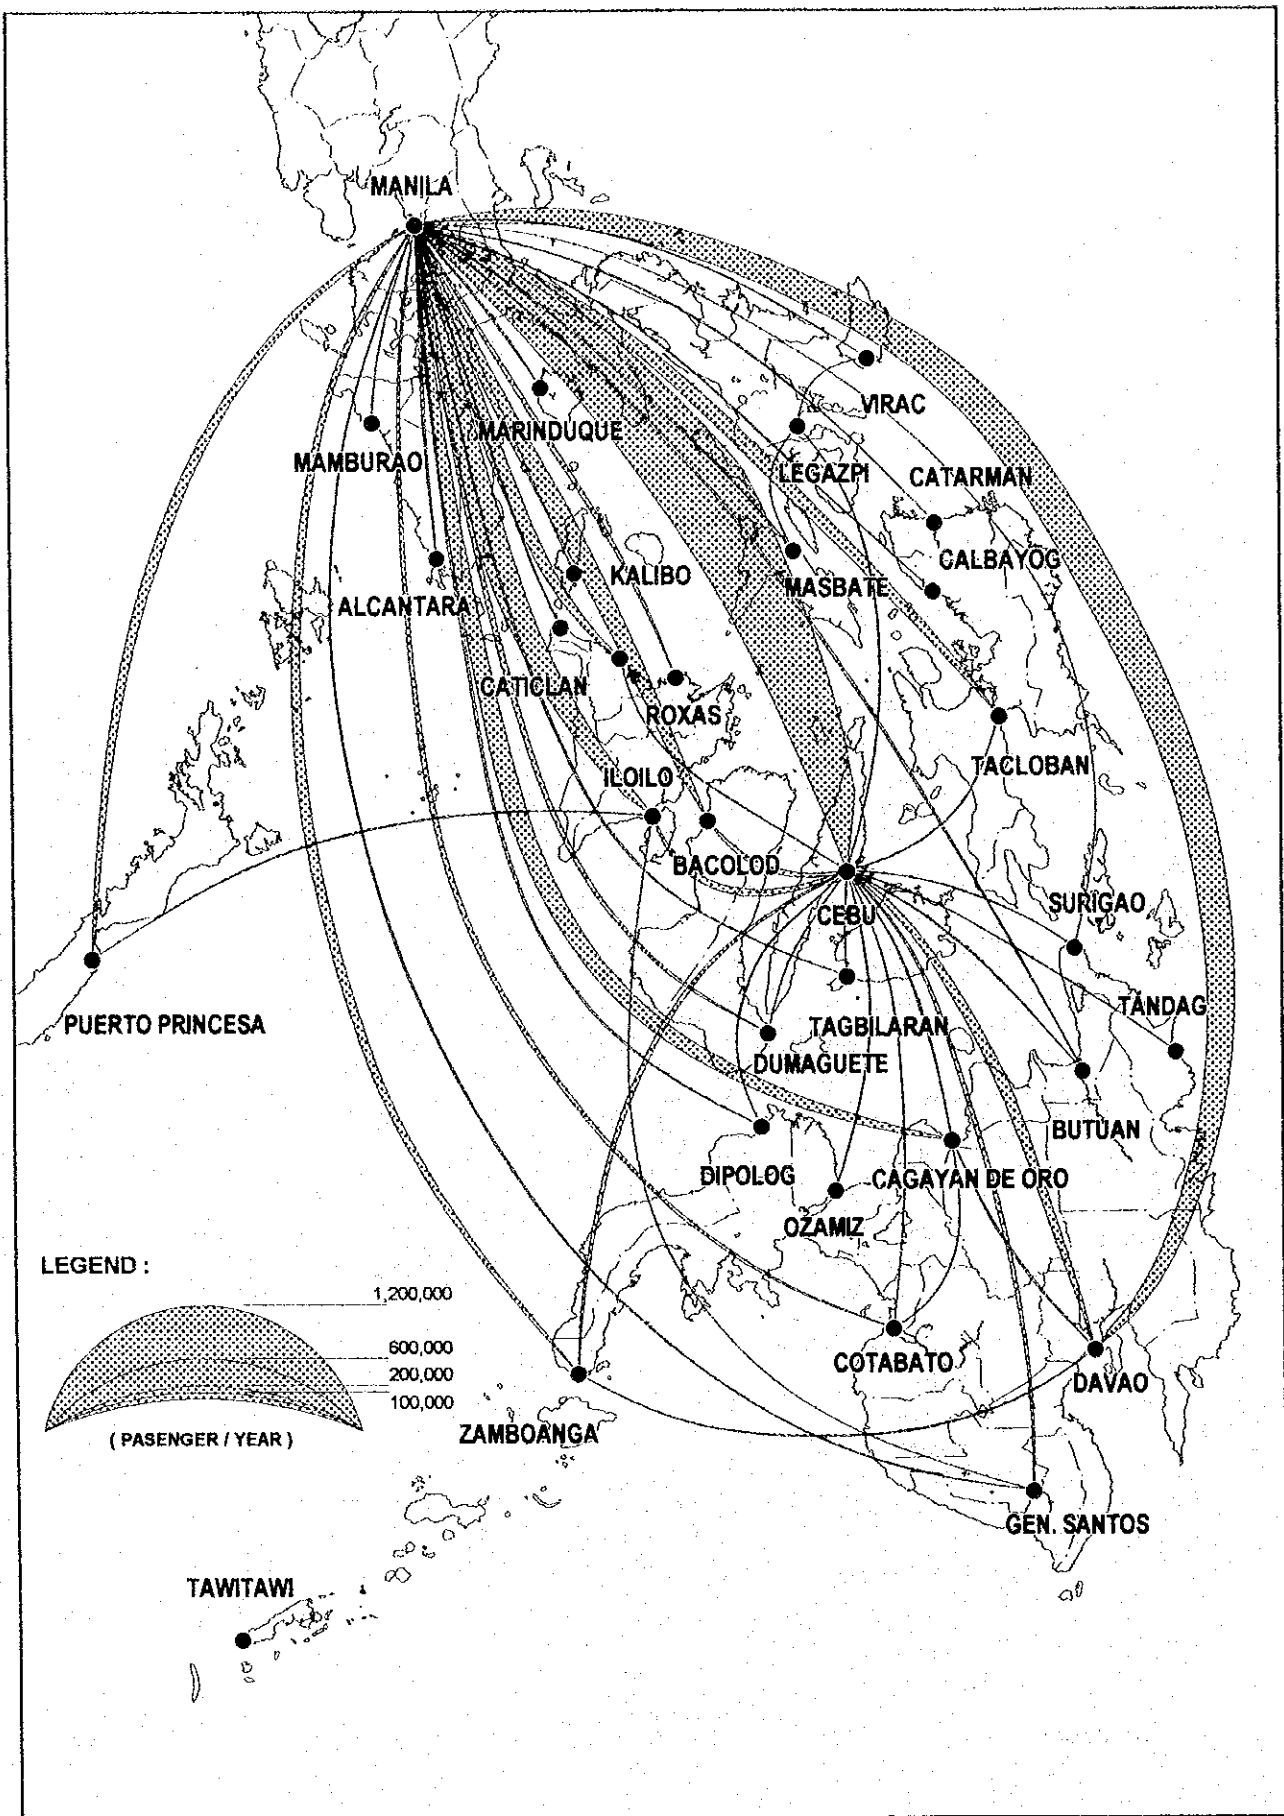 MANILA
VIRAC
MARINDUQUE
MAMBURAO
LEGAZPI
CATARMAN
CALBAYOG
KALIBO
MASBATE
ALCANTARA
CATICLAN
ROXAS
TACLOBAN
ILOILO
BACOLOD
CEBU
SURIGAO
TANDAG
PUERTO PRINCESA
TAGBILARAN
DUMAGUETE
BUTUAN
DIPOLOG
CAGAYAN DE ORO
OZAMIZ
LEGEND :
1,200,000
600,000
200,000
100,000
( PASENGER / YEAR )
COTABATO
DAVAO
ZAMBOANGA
GEN. SANTOS
TAWITAWI